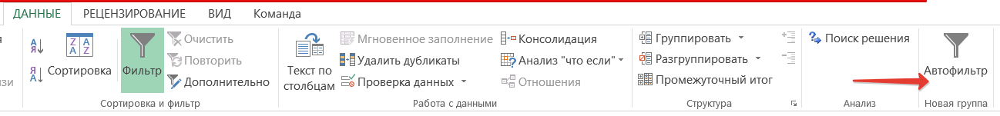 ДАННЫЕ РЕЦЕНЗИРОВАНИЕ ВИД Команда
я
зи
А Я Сортировка
Я А
Z A A Z
Фильтр
Очистить
Повторить
Дополнительно
Сортировка и фильтр
Текст по
столбцам
Мгновенное заполнение
Удалить дубликаты
Проверка данных
Консолидация
Анализ "что если"
Отношения
Работа с данными
Группировать
Разгруппировать
Промежуточный итог
Структура
Поиск решения
Анализ
Автофильтр
Новая группа